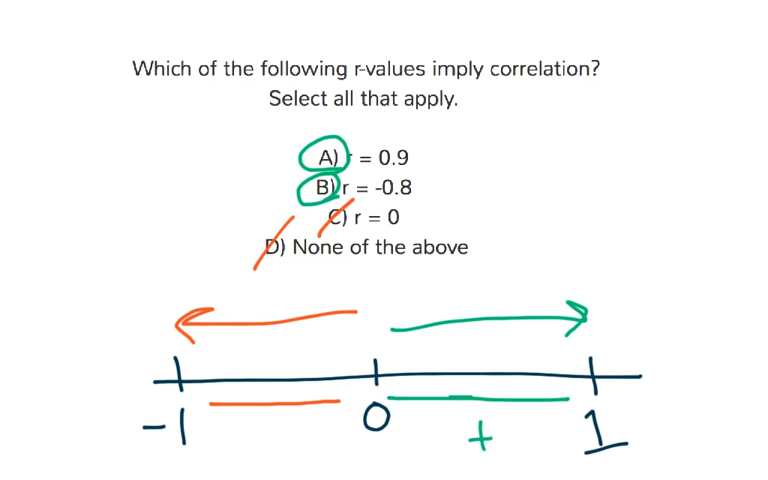 Which of the following r-values imply correlation?
Select all that apply.
A) r = 0.9
B) r = -0.8
C) r = 0
D) None of the above
-1 0 1
+